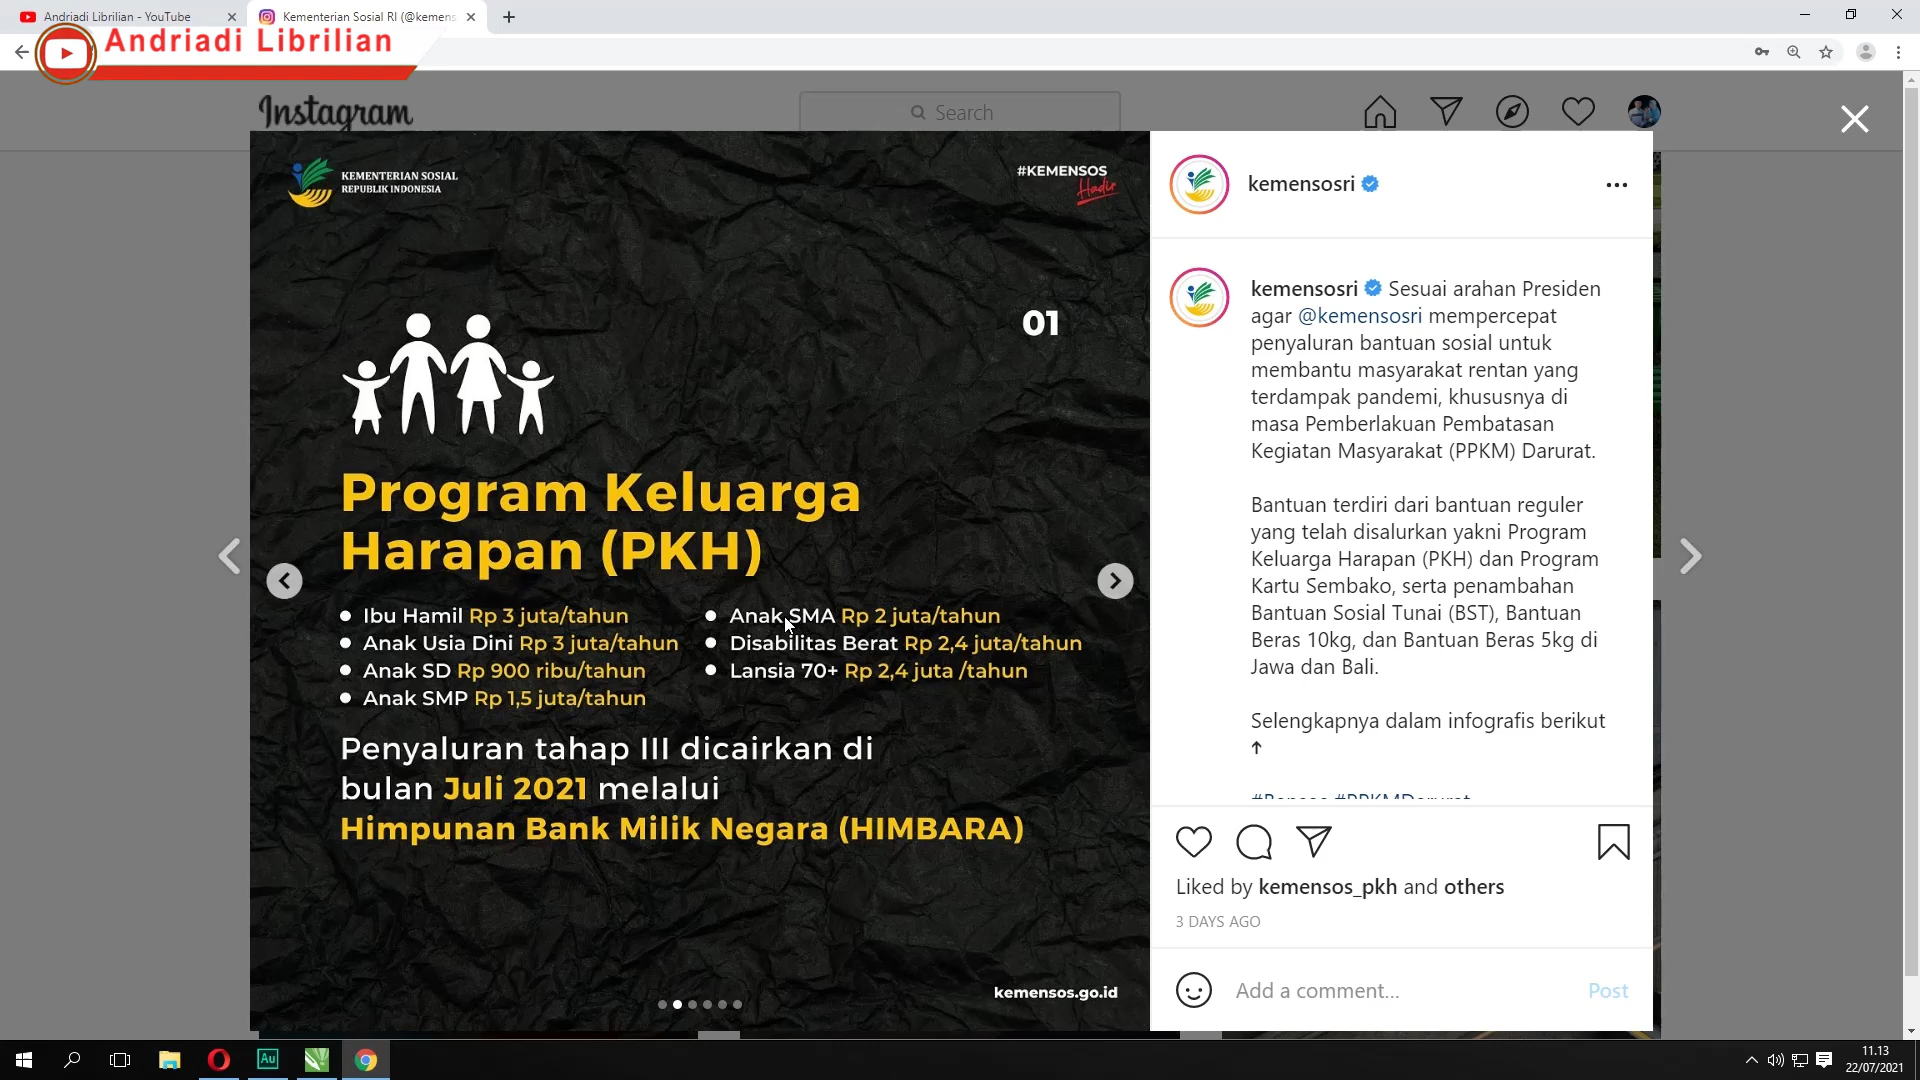 Andriadi Librilian - YouTube
Kementerian Sosial RI (@kemens
Andriadi Librilian
Instagram
Search
KEMENTERIAN SOSIAL
REPUBLIK INDONESIA
#KEMENSOS
Hadir
01
Program Keluarga
Harapan (PKH)
Ibu Hamil Rp 3 juta/tahun
Anak Usia Dini Rp 3 juta/tahun
Anak SD Rp 900 ribu/tahun
Anak SMP Rp 1,5 juta/tahun
Anak SMA Rp 2 juta/tahun
Disabilitas Berat Rp 2,4 juta/tahun
Lansia 70+ Rp 2,4 juta /tahun
Penyaluran tahap III dicairkan di
bulan Juli 2021 melalui
Himpunan Bank Milik Negara (HIMBARA)
kemensos.go.id
kemensosri
kemensosri Sesuai arahan Presiden
agar @kemensosri mempercepat
penyaluran bantuan sosial untuk
membantu masyarakat rentan yang
terdampak pandemi, khususnya di
masa Pemberlakuan Pembatasan
Kegiatan Masyarakat (PPKM) Darurat.
Bantuan terdiri dari bantuan reguler
yang telah disalurkan yakni Program
Keluarga Harapan (PKH) dan Program
Kartu Sembako, serta penambahan
Bantuan Sosial Tunai (BST), Bantuan
Beras 10kg, dan Bantuan Beras 5kg di
Jawa dan Bali.
Selengkapnya dalam infografis berikut
↑
#Bansos #PPKMDarurat
Liked by kemensos_pkh and others
3 DAYS AGO
Add a comment...
Post
Au
11.13
22/07/2021